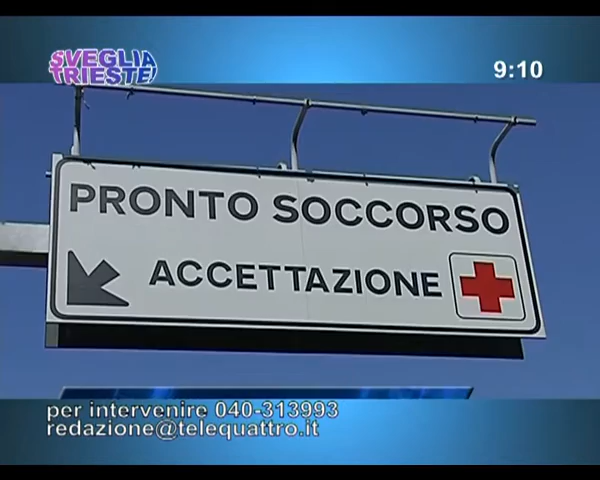 SVEGLIA
TRIESTE!
9:10
PRONTO SOCCORSO
ACCETTAZIONE
per intervenire 040-313993
redazione@telequattro.it